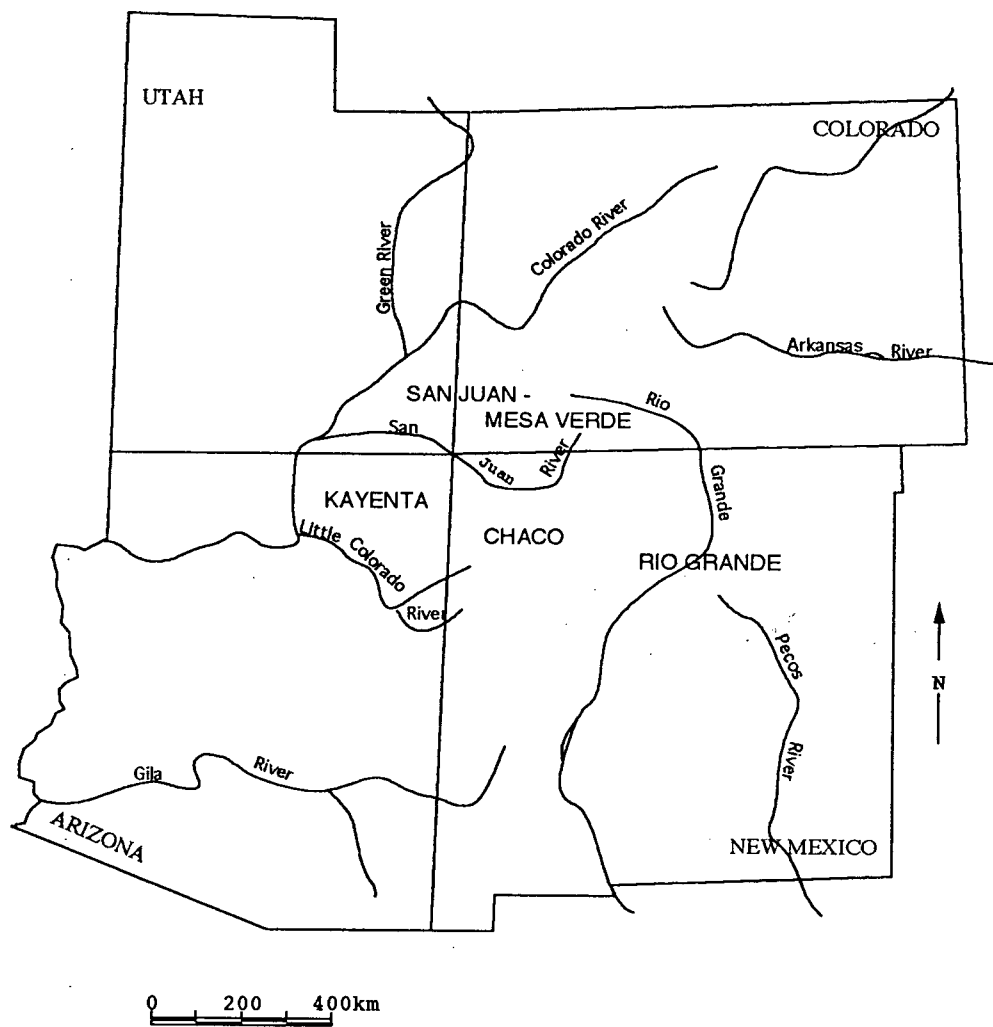 UTAH
COLORADO
Green River
Colorado River
Arkansas River
SAN JUAN -
MESA VERDE
Rio Grande
San Juan River
KAYENTA
CHACO
Little Colorado River
RIO GRANDE
Pecos River
N
Gila River
ARIZONA
NEW MEXICO
0 200 400km